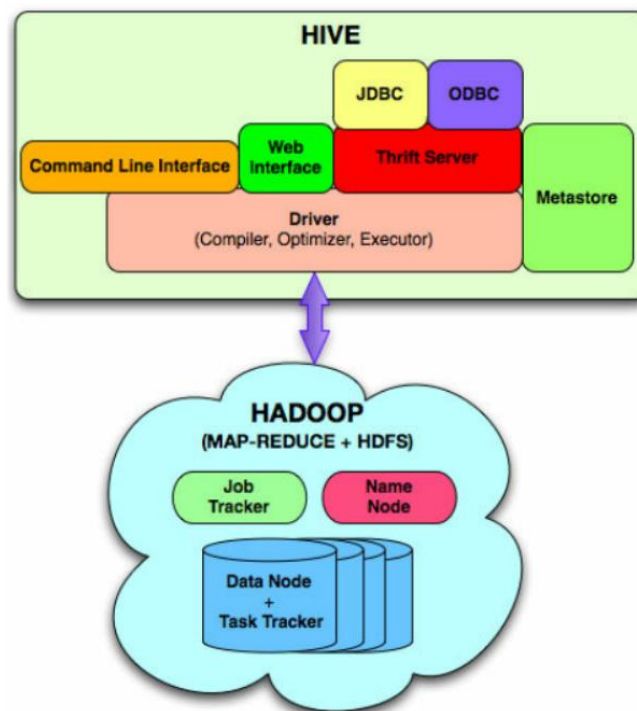 HIVE
JDBC
ODBC
Command Line Interface
Web
Interface
Thrift Server
Metastore
Driver
(Compiler, Optimizer, Executor)
HADOOP
(MAP-REDUCE + HDFS)
Job
Tracker
Name
Node
Data Node
+
Task Tracker